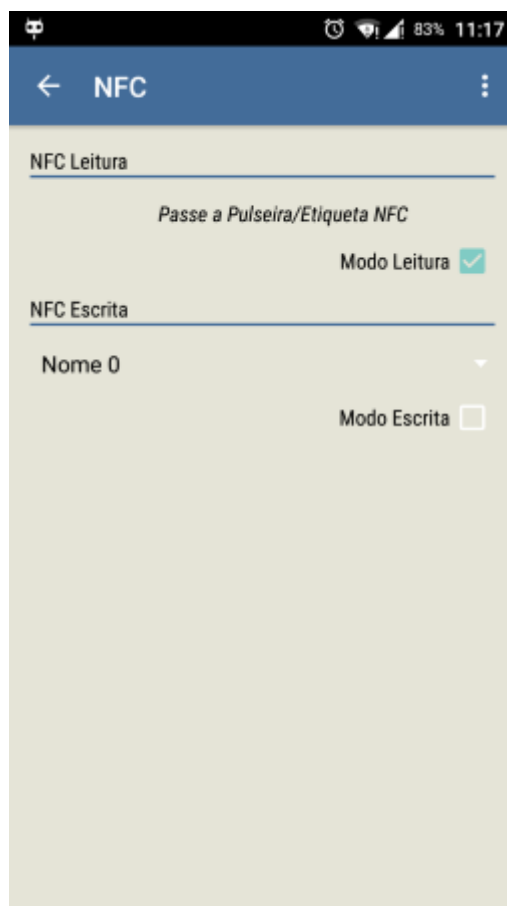 83% 11:17
NFC
NFC Leitura
Passe a Pulseira/Etiqueta NFC
Modo Leitura
NFC Escrita
Nome 0
Modo Escrita